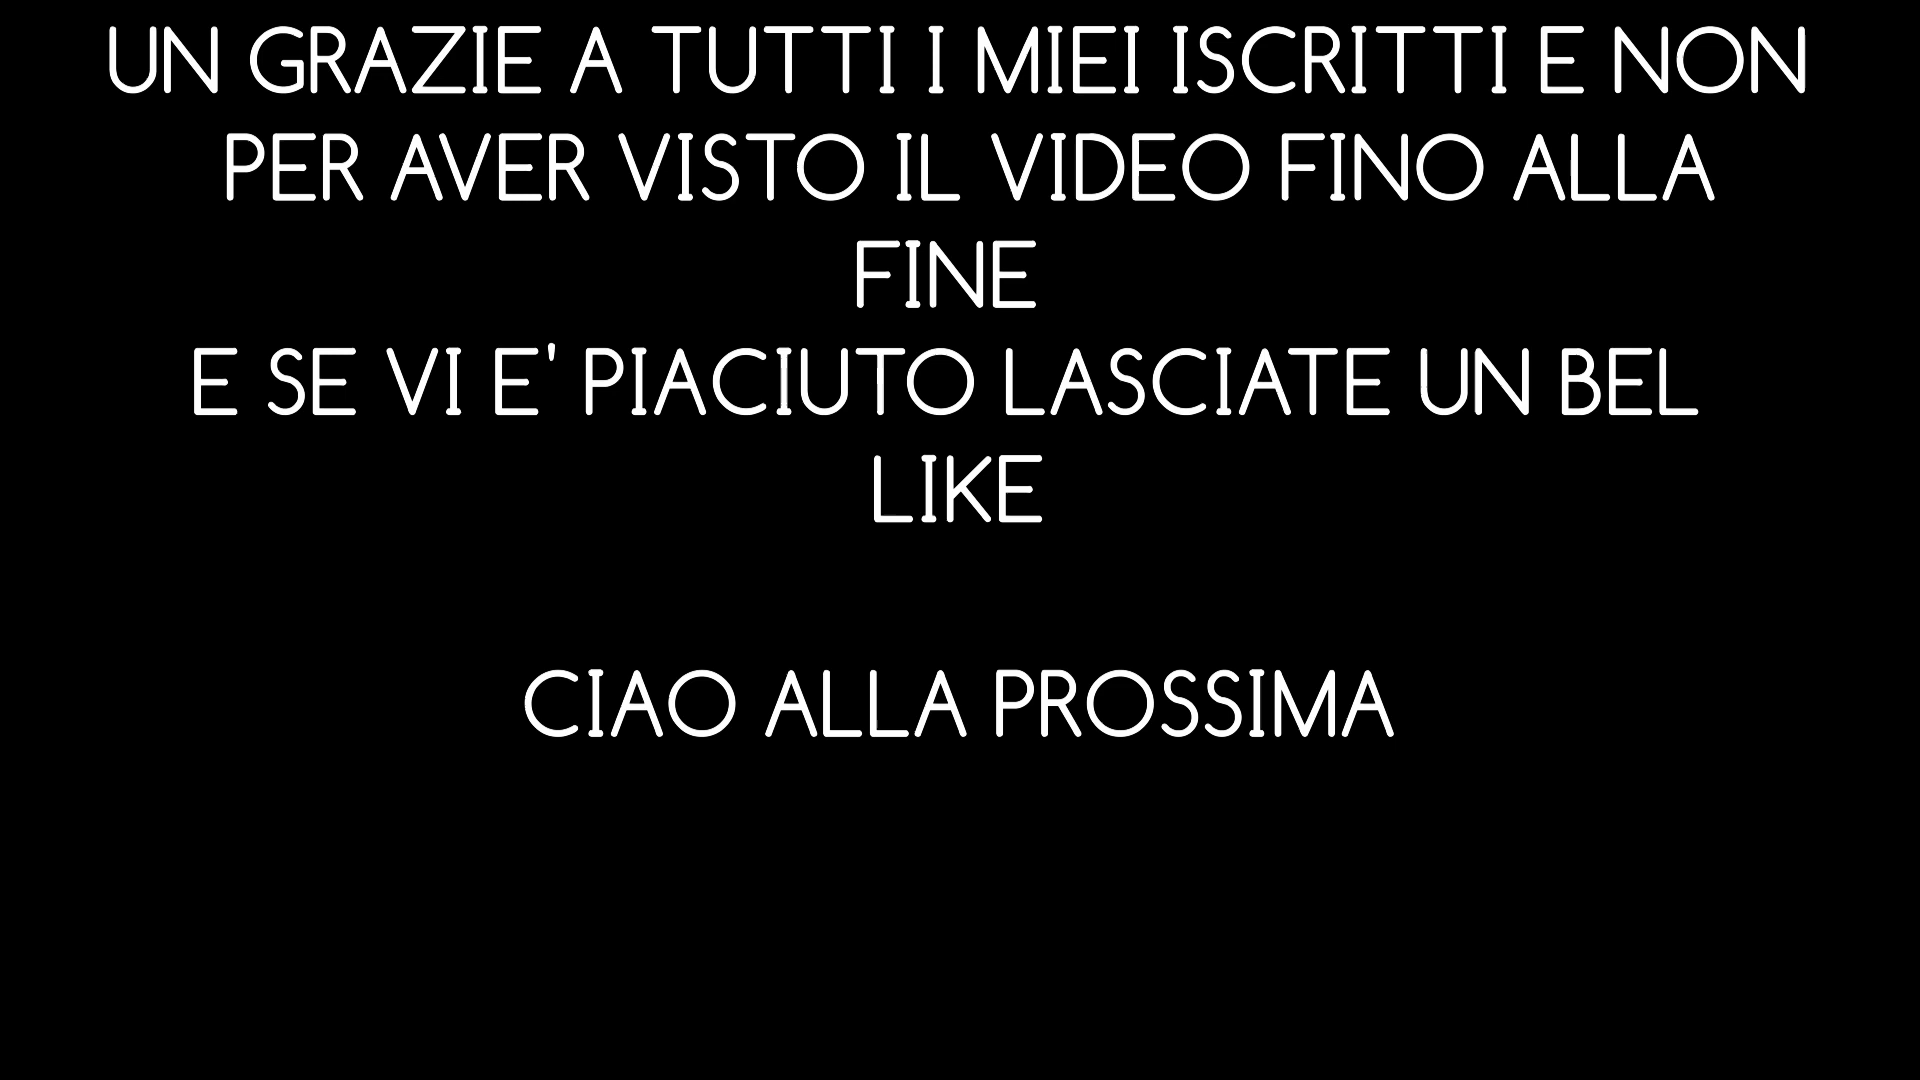 UN GRAZIE A TUTTI I MIEI ISCRITTI E NON
PER AVER VISTO IL VIDEO FINO ALLA
FINE
E SE VI E' PIACIUTO LASCIATE UN BEL
LIKE
CIAO ALLA PROSSIMA